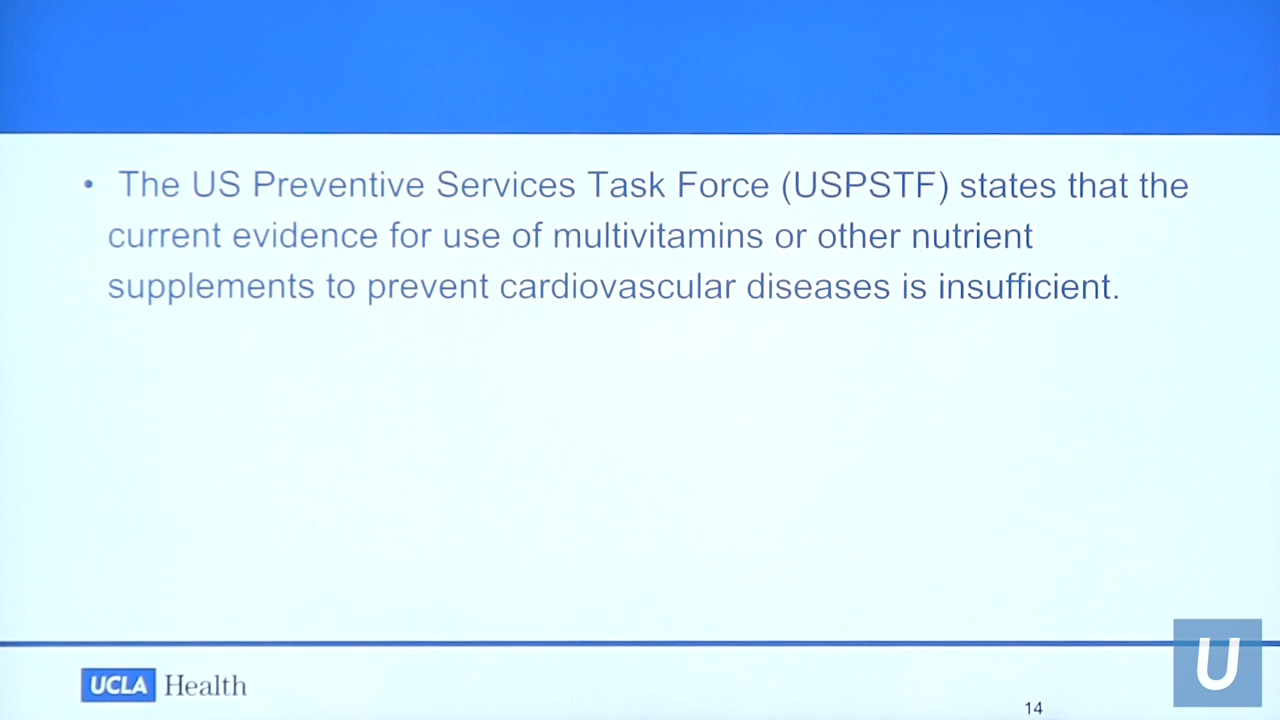 • The US Preventive Services Task Force (USPSTF) states that the
current evidence for use of multivitamins or other nutrient
supplements to prevent cardiovascular diseases is insufficient.
UCLA Health
U
14